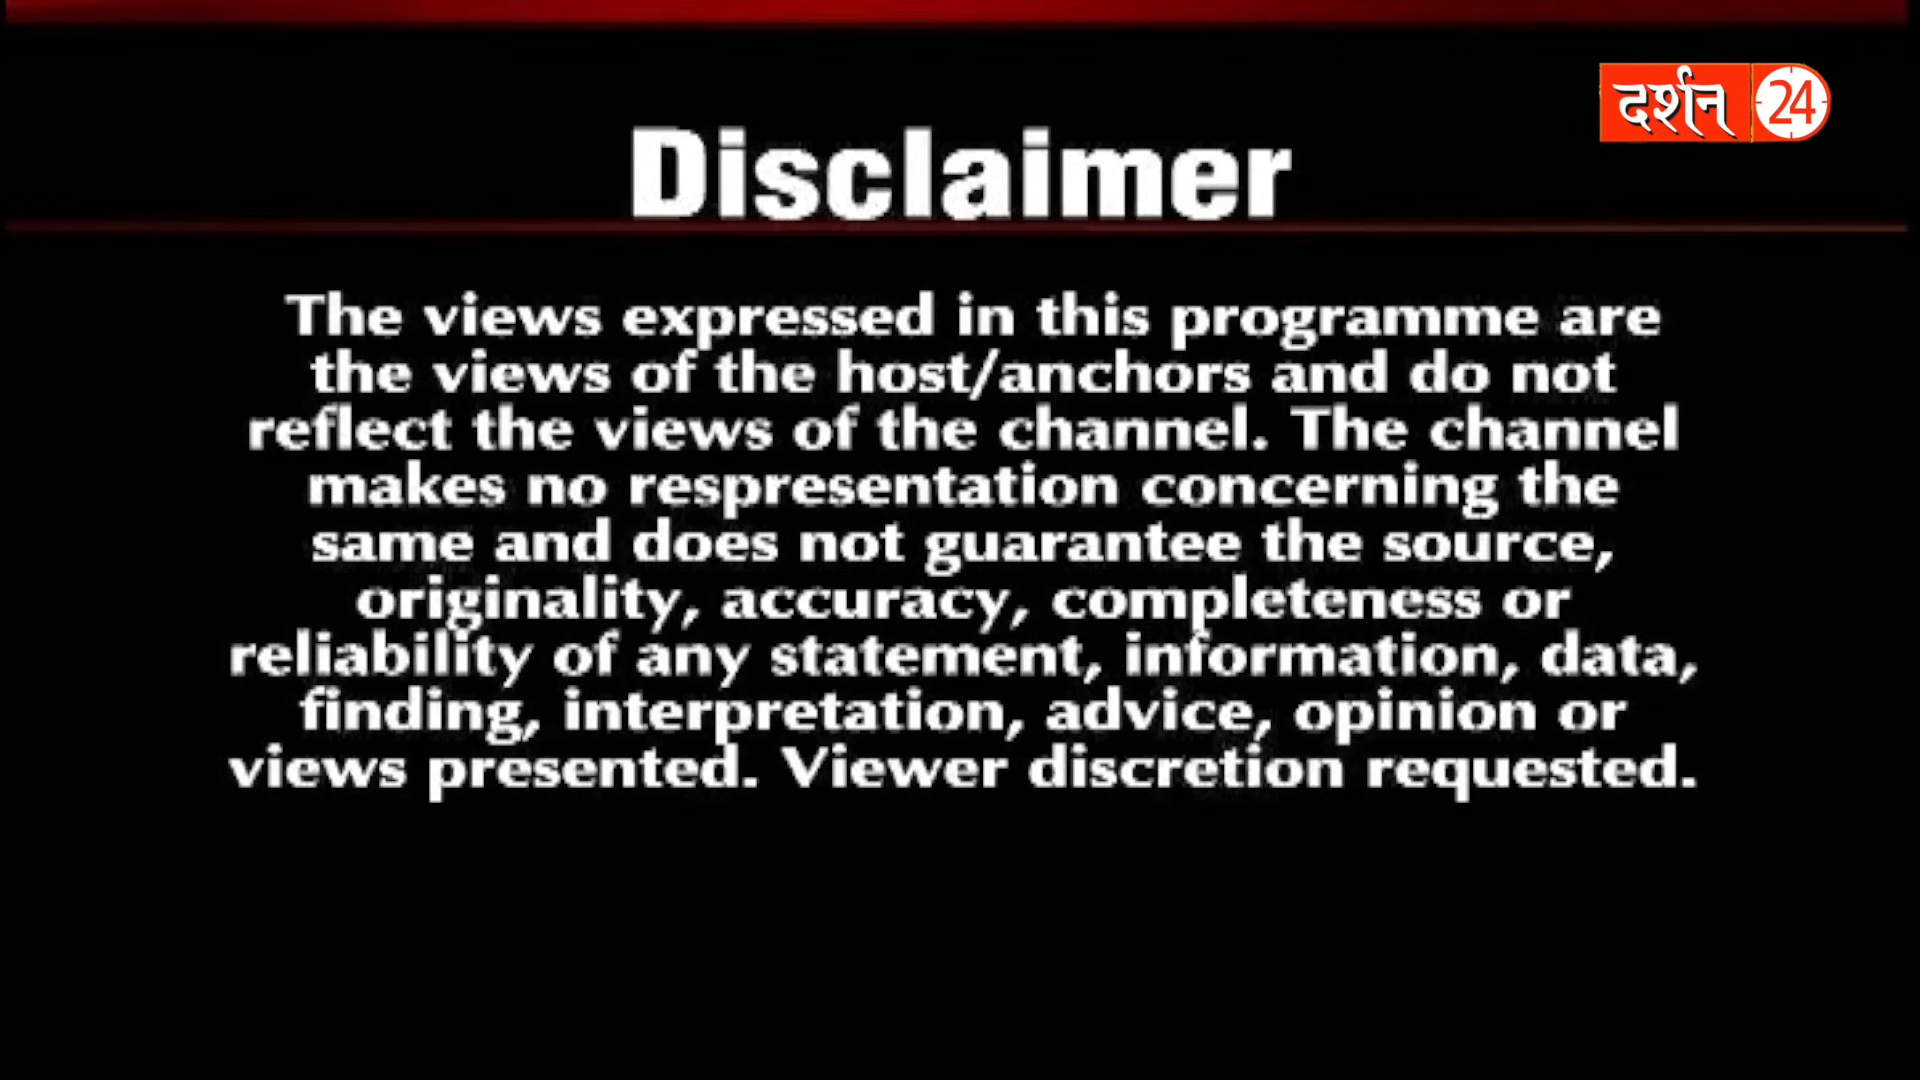 दर्शन 24
Disclaimer
The views expressed in this programme are
the views of the host/anchors and do not
reflect the views of the channel. The channel
makes no respresentation concerning the
same and does not guarantee the source,
originality, accuracy, completeness or
reliability of any statement, information, data,
finding, interpretation, advice, opinion or
views presented. Viewer discretion requested.